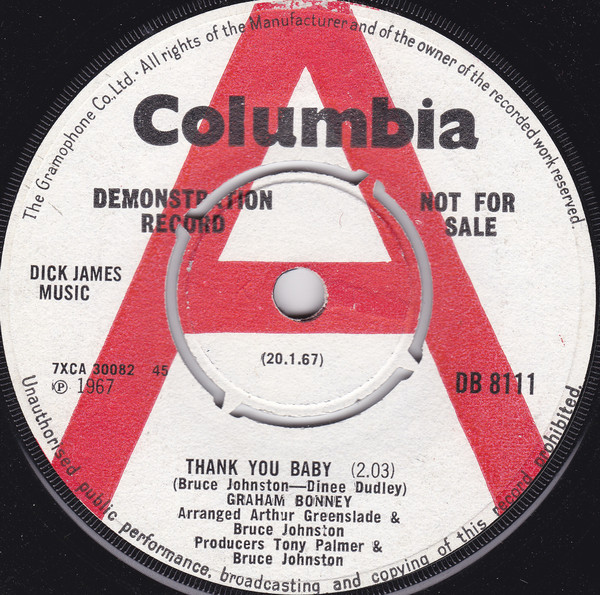 The Gramophone Co. Ltd. · All rights of the Manufacturer and of the owner of the recorded work reserved.
Columbia
DEMONSTRATION
RECORD
NOT FOR
SALE
DICK JAMES
MUSIC
7XCA 30082 45
Ⓟ 1967
(20.1.67)
DB 8111
THANK YOU BABY (2.03)
(Bruce Johnston—Dinee Dudley)
GRAHAM BONNEY
Arranged Arthur Greenslade &
Bruce Johnston
Producers Tony Palmer &
Bruce Johnston
Unauthorised public performance, broadcasting and copying of this record prohibited.